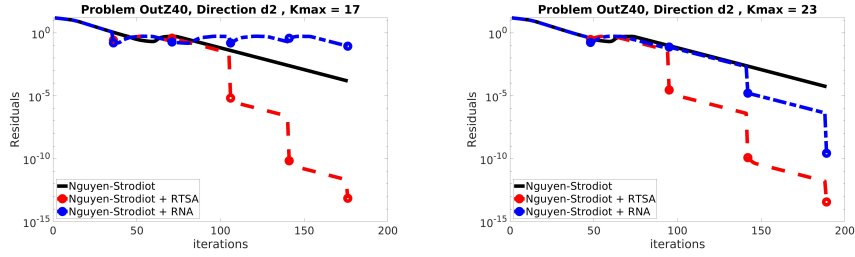 Problem OutZ40, Direction d2 , Kmax = 17
Residuals
10^0
10^-5
10^-10
10^-15
Nguyen-Strodiot
Nguyen-Strodiot + RTSA
Nguyen-Strodiot + RNA
0 50 100 150 200
iterations
Problem OutZ40, Direction d2 , Kmax = 23
Residuals
10^0
10^-5
10^-10
10^-15
Nguyen-Strodiot
Nguyen-Strodiot + RTSA
Nguyen-Strodiot + RNA
0 50 100 150 200
iterations